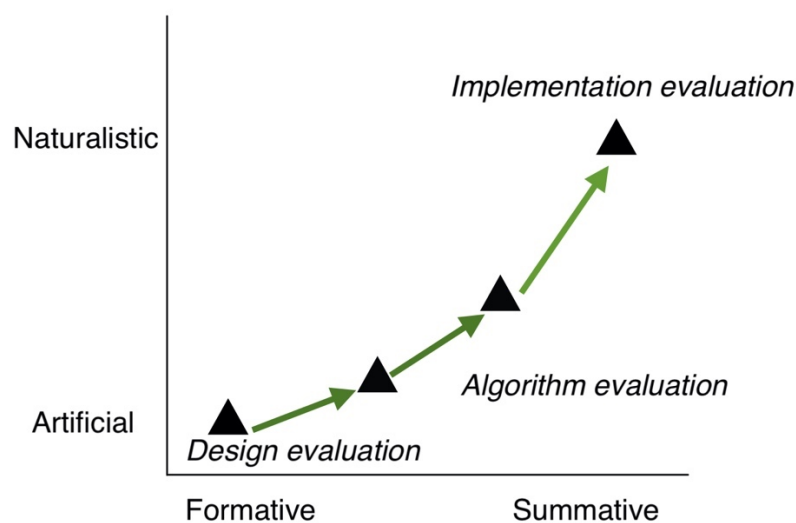 Implementation evaluation
Naturalistic
Algorithm evaluation
Artificial
Design evaluation
Formative
Summative